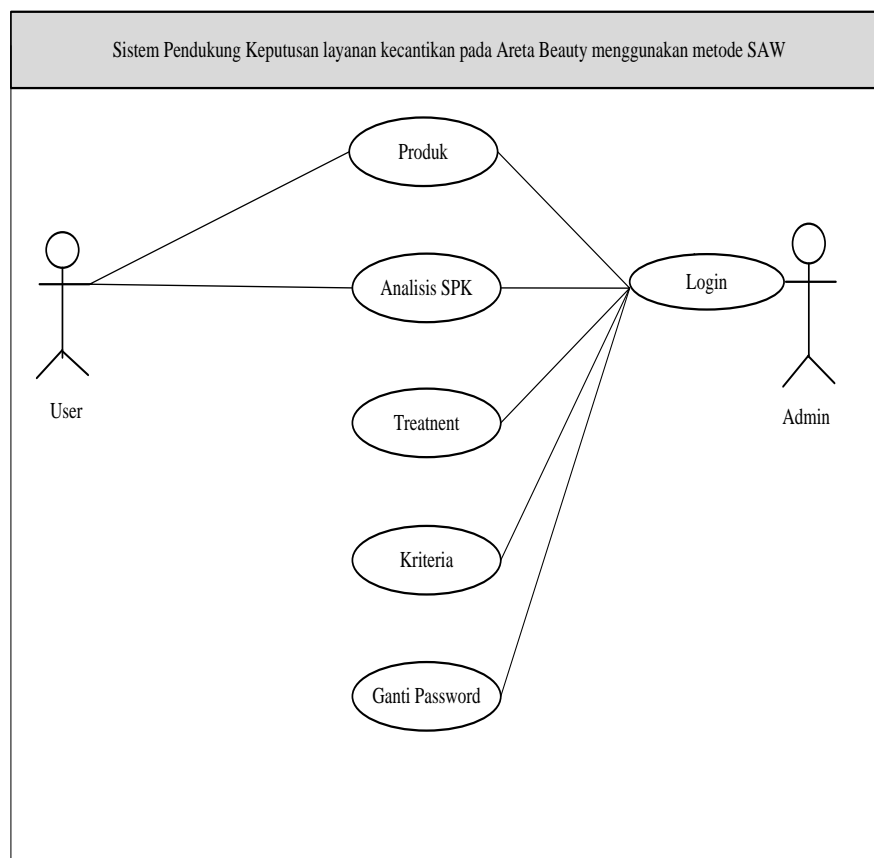 Sistem Pendukung Keputusan layanan kecantikan pada Areta Beauty menggunakan metode SAW
Produk
Analisis SPK
Login
Treatnent
User
Admin
Kriteria
Ganti Password